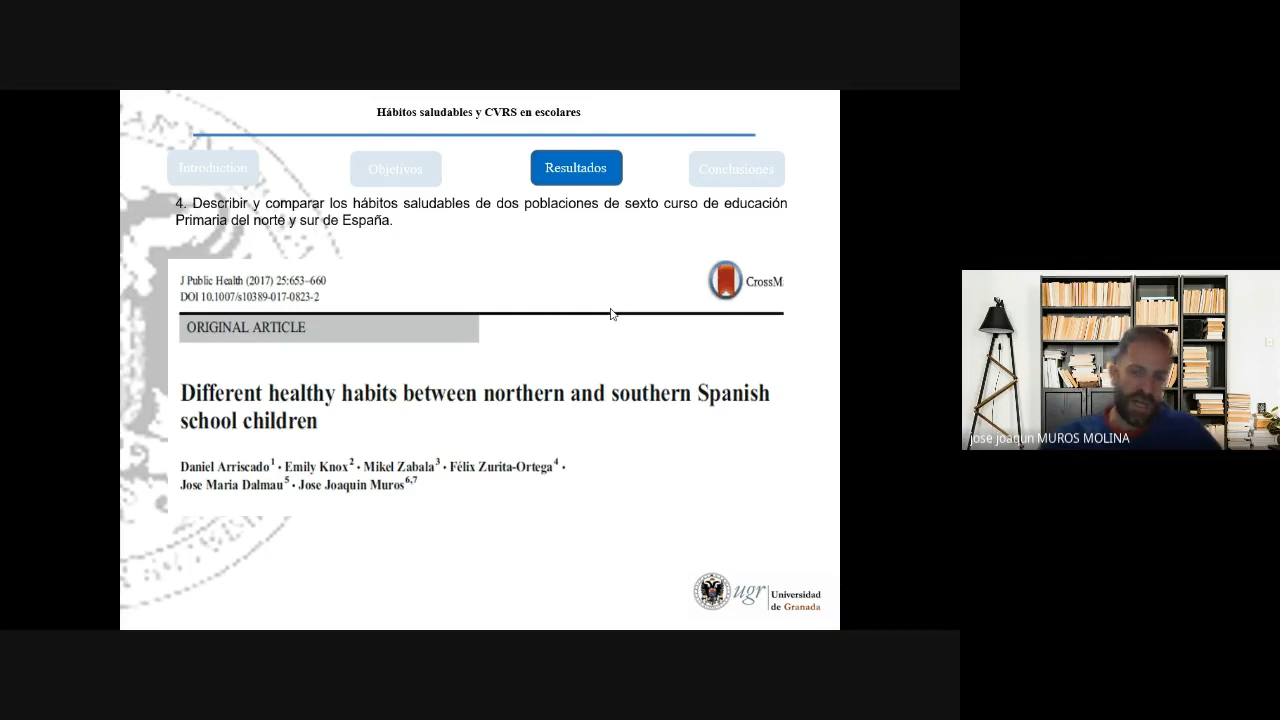 Hábitos saludables y CVRS en escolares
Introduction
Objetivos
Resultados
Conclusiones
4. Describir y comparar los hábitos saludables de dos poblaciones de sexto curso de educación
Primaria del norte y sur de España.
J Public Health (2017) 25:653–660
DOI 10.1007/s10389-017-0823-2
CrossM
ORIGINAL ARTICLE
Different healthy habits between northern and southern Spanish
school children
Daniel Arriscado1 · Emily Knox2 · Mikel Zabala3 · Félix Zurita-Ortega4 ·
Jose Maria Dalmau5 · Jose Joaquin Muros6,7
jose joaqun MUROS MOLINA
ugr
Universidad
de Granada